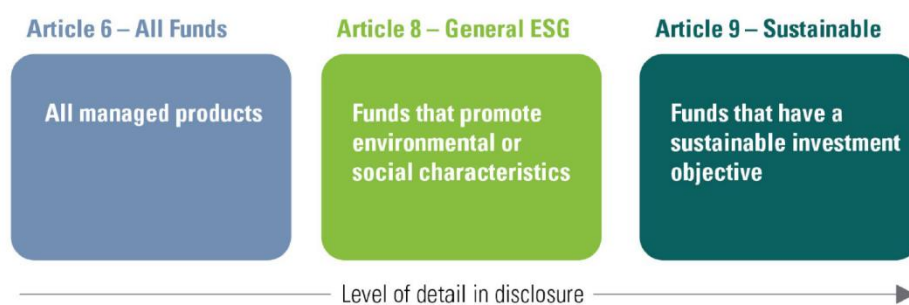 Article 6 – All Funds
All managed products
Article 8 – General ESG
Funds that promote
environmental or
social characteristics
Article 9 – Sustainable
Funds that have a
sustainable investment
objective
Level of detail in disclosure